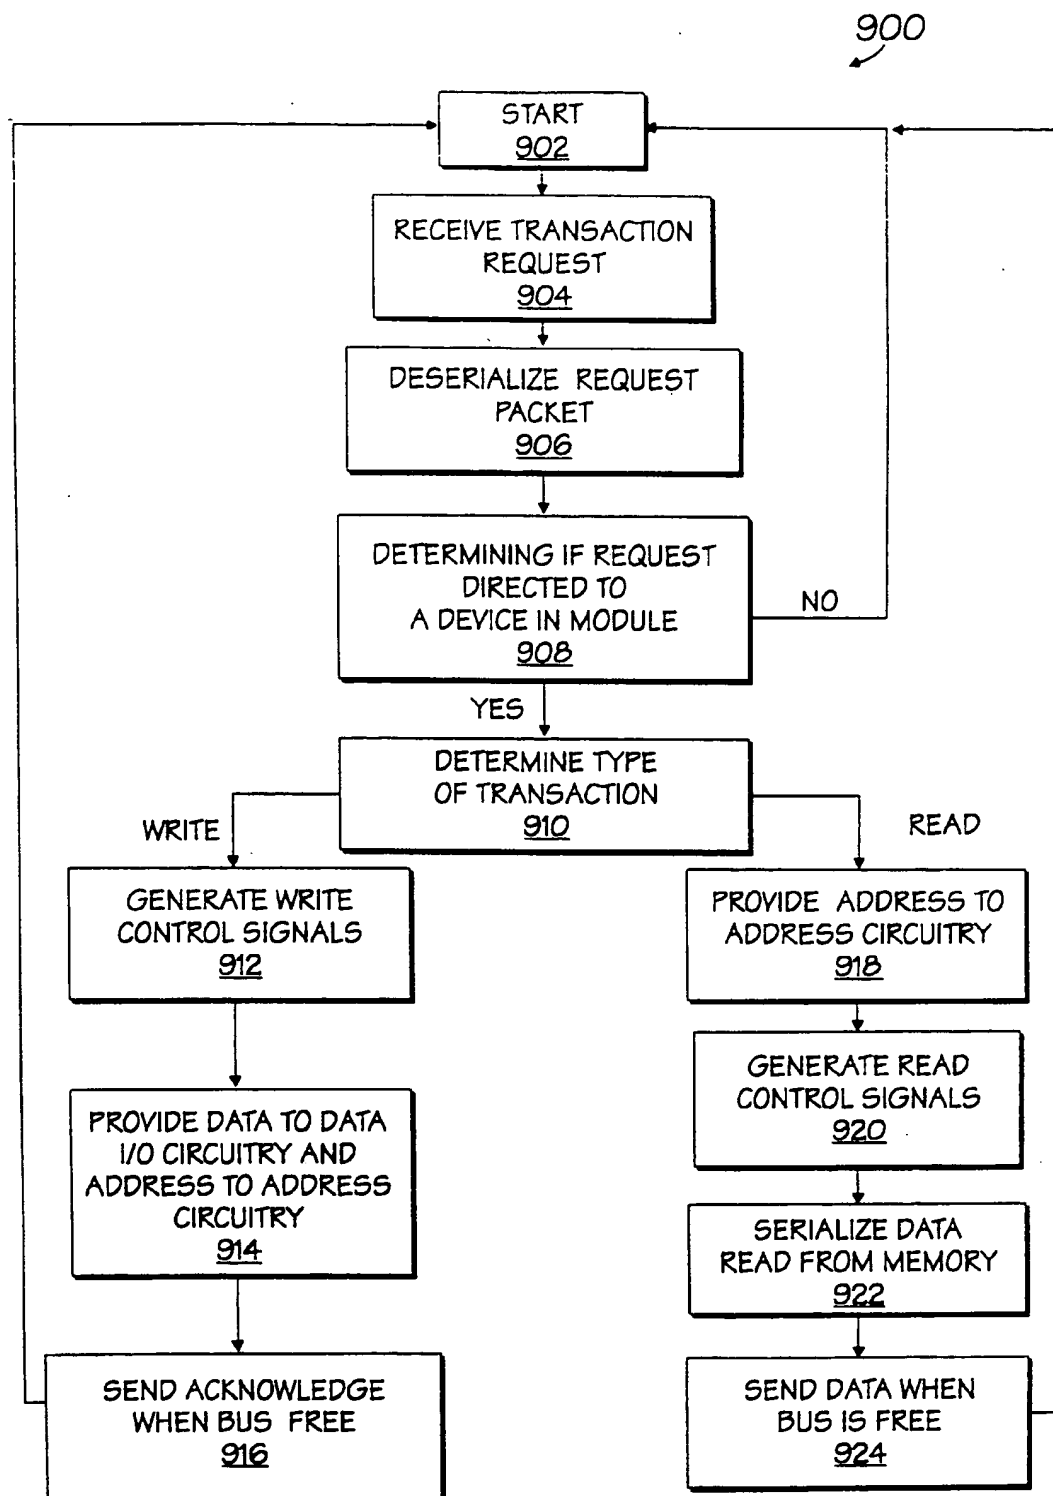 900
START
902
RECEIVE TRANSACTION
REQUEST
904
DESERIALIZE REQUEST
PACKET
906
DETERMINING IF REQUEST
DIRECTED TO
A DEVICE IN MODULE
908
NO
YES
DETERMINE TYPE
OF TRANSACTION
910
WRITE
READ
GENERATE WRITE
CONTROL SIGNALS
912
PROVIDE ADDRESS TO
ADDRESS CIRCUITRY
918
GENERATE READ
CONTROL SIGNALS
920
PROVIDE DATA TO DATA
I/O CIRCUITRY AND
ADDRESS TO ADDRESS
CIRCUITRY
914
SERIALIZE DATA
READ FROM MEMORY
922
SEND ACKNOWLEDGE
WHEN BUS FREE
916
SEND DATA WHEN
BUS IS FREE
924